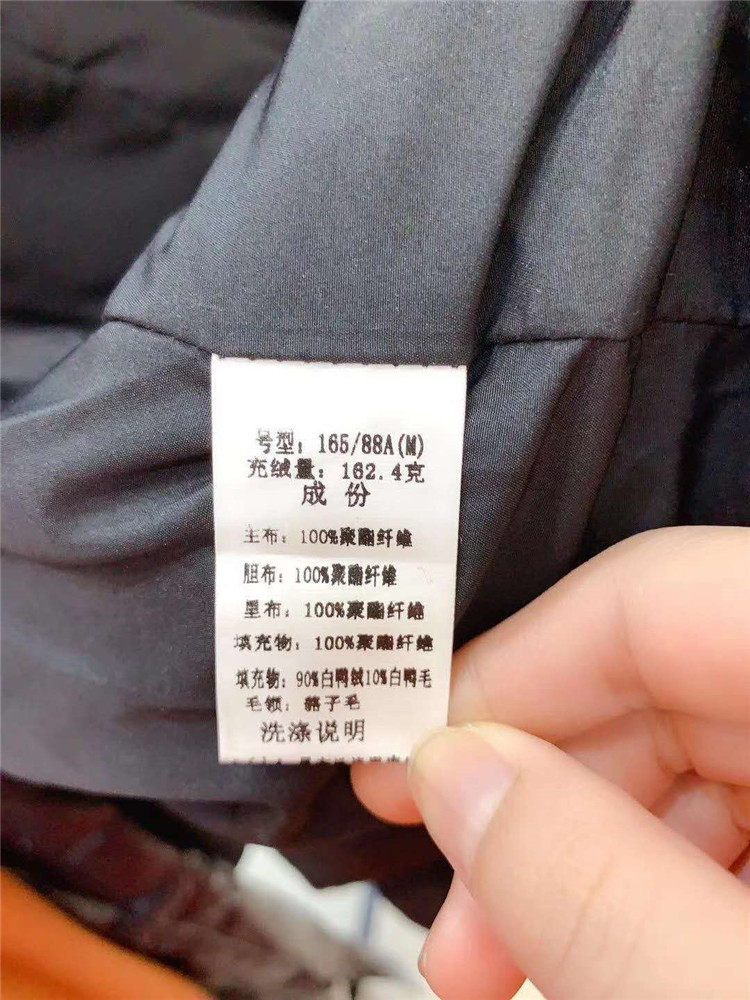 号型：165/88A(M)
充绒量：162.4克
成 份
主布：100%聚酯纤维
胆布：100%聚酯纤维
里布：100%聚酯纤维
填充物：100%聚酯纤维
填充物：90%白鸭绒10%白鸭毛
毛领：貉子毛
洗涤说明